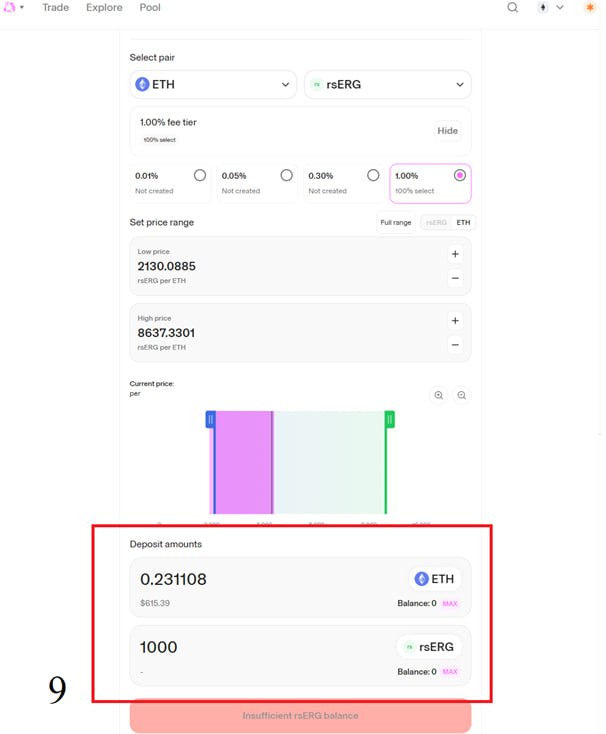 Trade Explore Pool
Select pair
ETH rs rsERG
1.00% fee tier
100% select
Hide
0.01% 0.05% 0.30% 1.00%
Not created Not created Not created 100% select
Set price range Full range rsERG ETH
Low price
2130.0885
rsERG per ETH
+
−
High price
8637.3301
rsERG per ETH
+
−
Current price:
per
Deposit amounts
0.231108 ETH
$615.39 Balance: 0 MAX
1000 rs rsERG
- Balance: 0 MAX
9
Insufficient rsERG balance